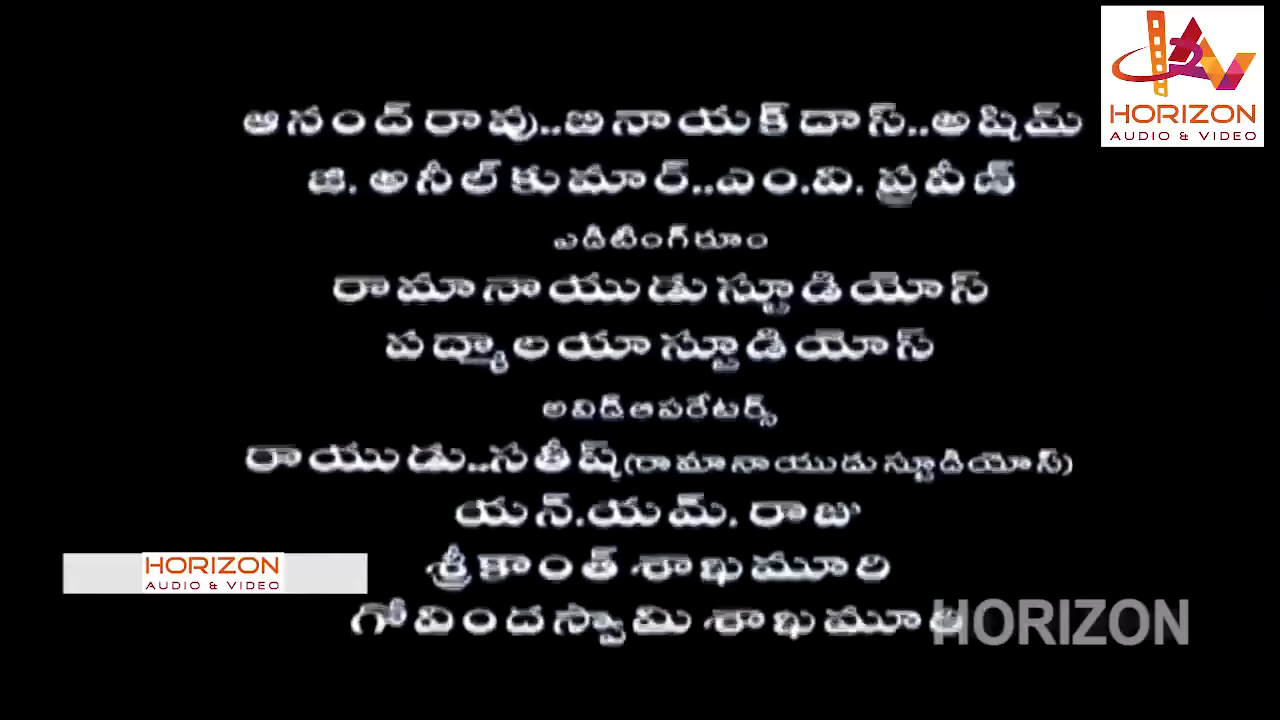 HORIZON
AUDIO & VIDEO
ఆనంద్ రావు..జినాయక్ దాస్..అషిమ్
జి. అనీల్ కుమార్..ఎం.వి. ప్రవీణ్
ఎడిటింగ్ రూం
రామానాయుడు స్టూడియోస్
పద్మాలయా స్టూడియోస్
అవిడ్ ఆపరేటర్స్
రాయుడు..సతీష్ (రామానాయుడు స్టూడియోస్)
యన్.యమ్. రాజు
శ్రీకాంత్ శాఖమూరి
గోవిందస్వామి శాఖమూరి
HORIZON
AUDIO & VIDEO
HORIZON